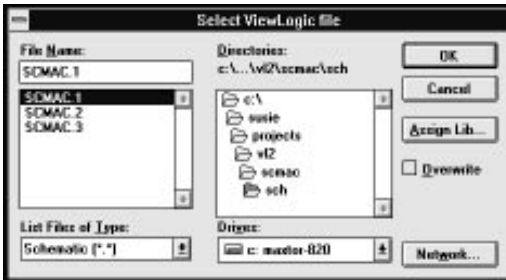 Select ViewLogic file
File Name:
SCMAC.1
SCMAC.1
SCMAC.2
SCMAC.3
List Files of Type:
Schematic (*.*)
Directories:
c:\...\vl2\scmac\sch
c:\
susie
projects
vl2
scmac
sch
Drives:
c: maxtor-820
OK
Cancel
Assign Lib...
Overwrite
Network...